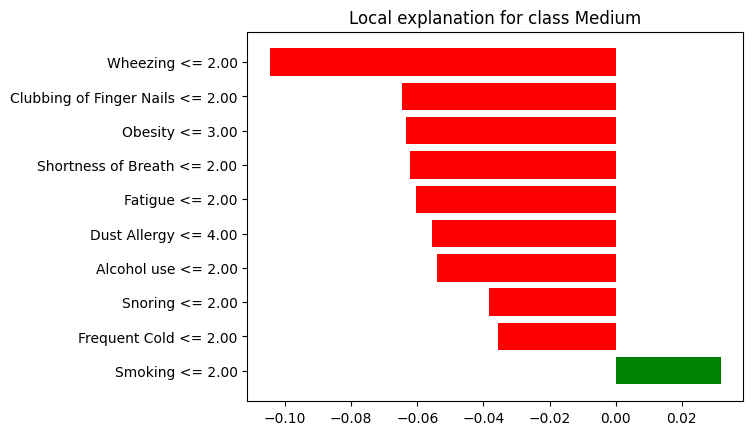 Local explanation for class Medium
Wheezing <= 2.00
Clubbing of Finger Nails <= 2.00
Obesity <= 3.00
Shortness of Breath <= 2.00
Fatigue <= 2.00
Dust Allergy <= 4.00
Alcohol use <= 2.00
Snoring <= 2.00
Frequent Cold <= 2.00
Smoking <= 2.00
−0.10 −0.08 −0.06 −0.04 −0.02 0.00 0.02